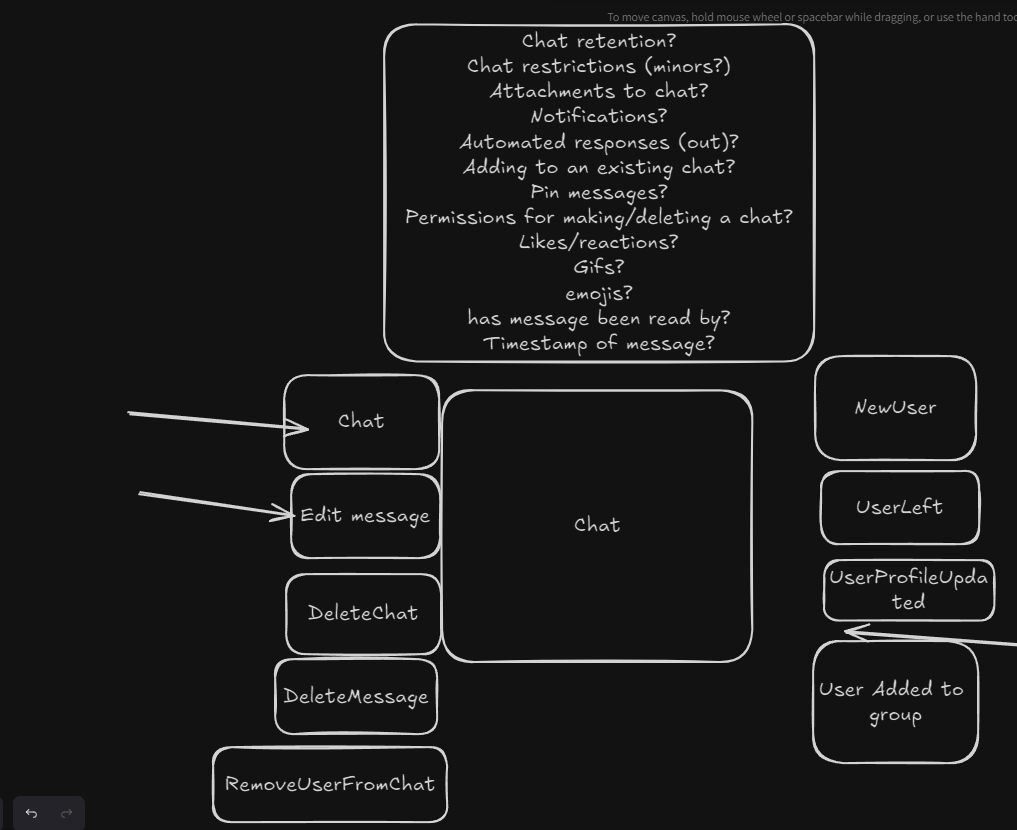 To move canvas, hold mouse wheel or spacebar while dragging, or use the hand too
Chat retention?
Chat restrictions (minors?)
Attachments to chat?
Notifications?
Automated responses (out)?
Adding to an existing chat?
Pin messages?
Permissions for making/deleting a chat?
Likes/reactions?
Gifs?
emojis?
has message been read by?
Timestamp of message?
Chat
Edit message
DeleteChat
DeleteMessage
RemoveUserFromChat
Chat
NewUser
UserLeft
UserProfileUpda
ted
User Added to
group